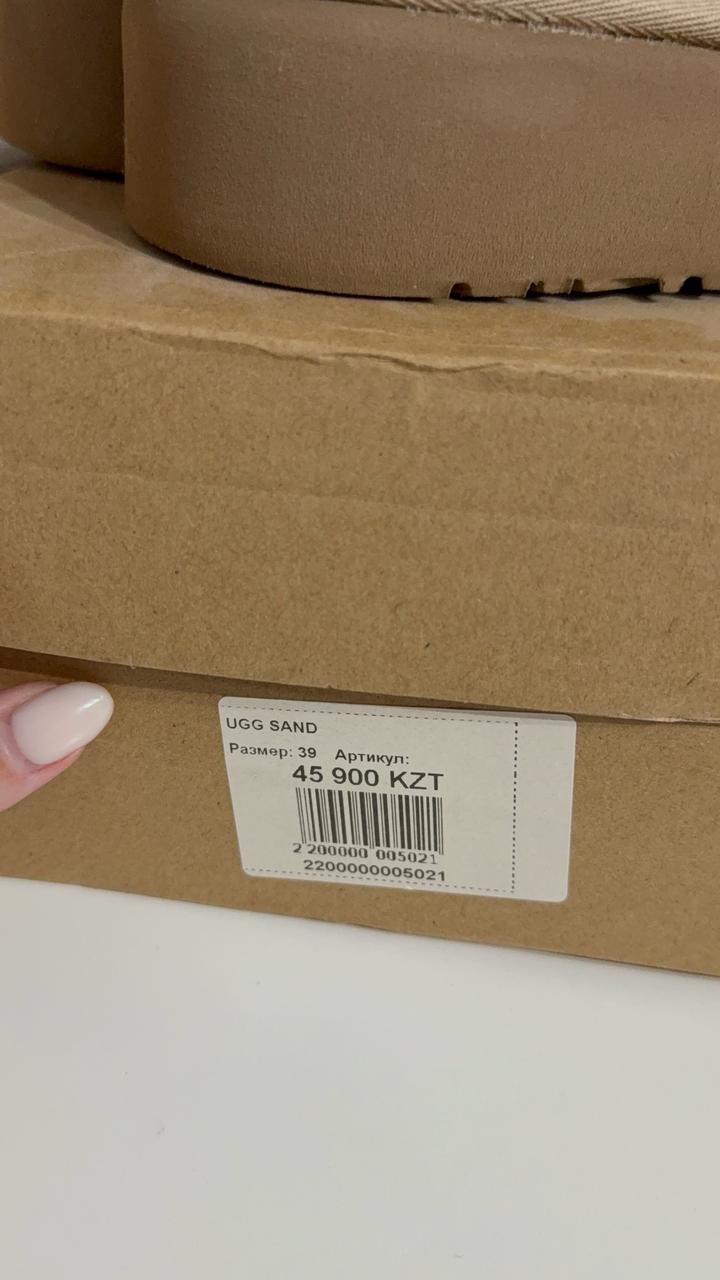 UGG SAND
Размер: 39 Артикул:
45 900 KZT
2 200000 005021
2200000005021